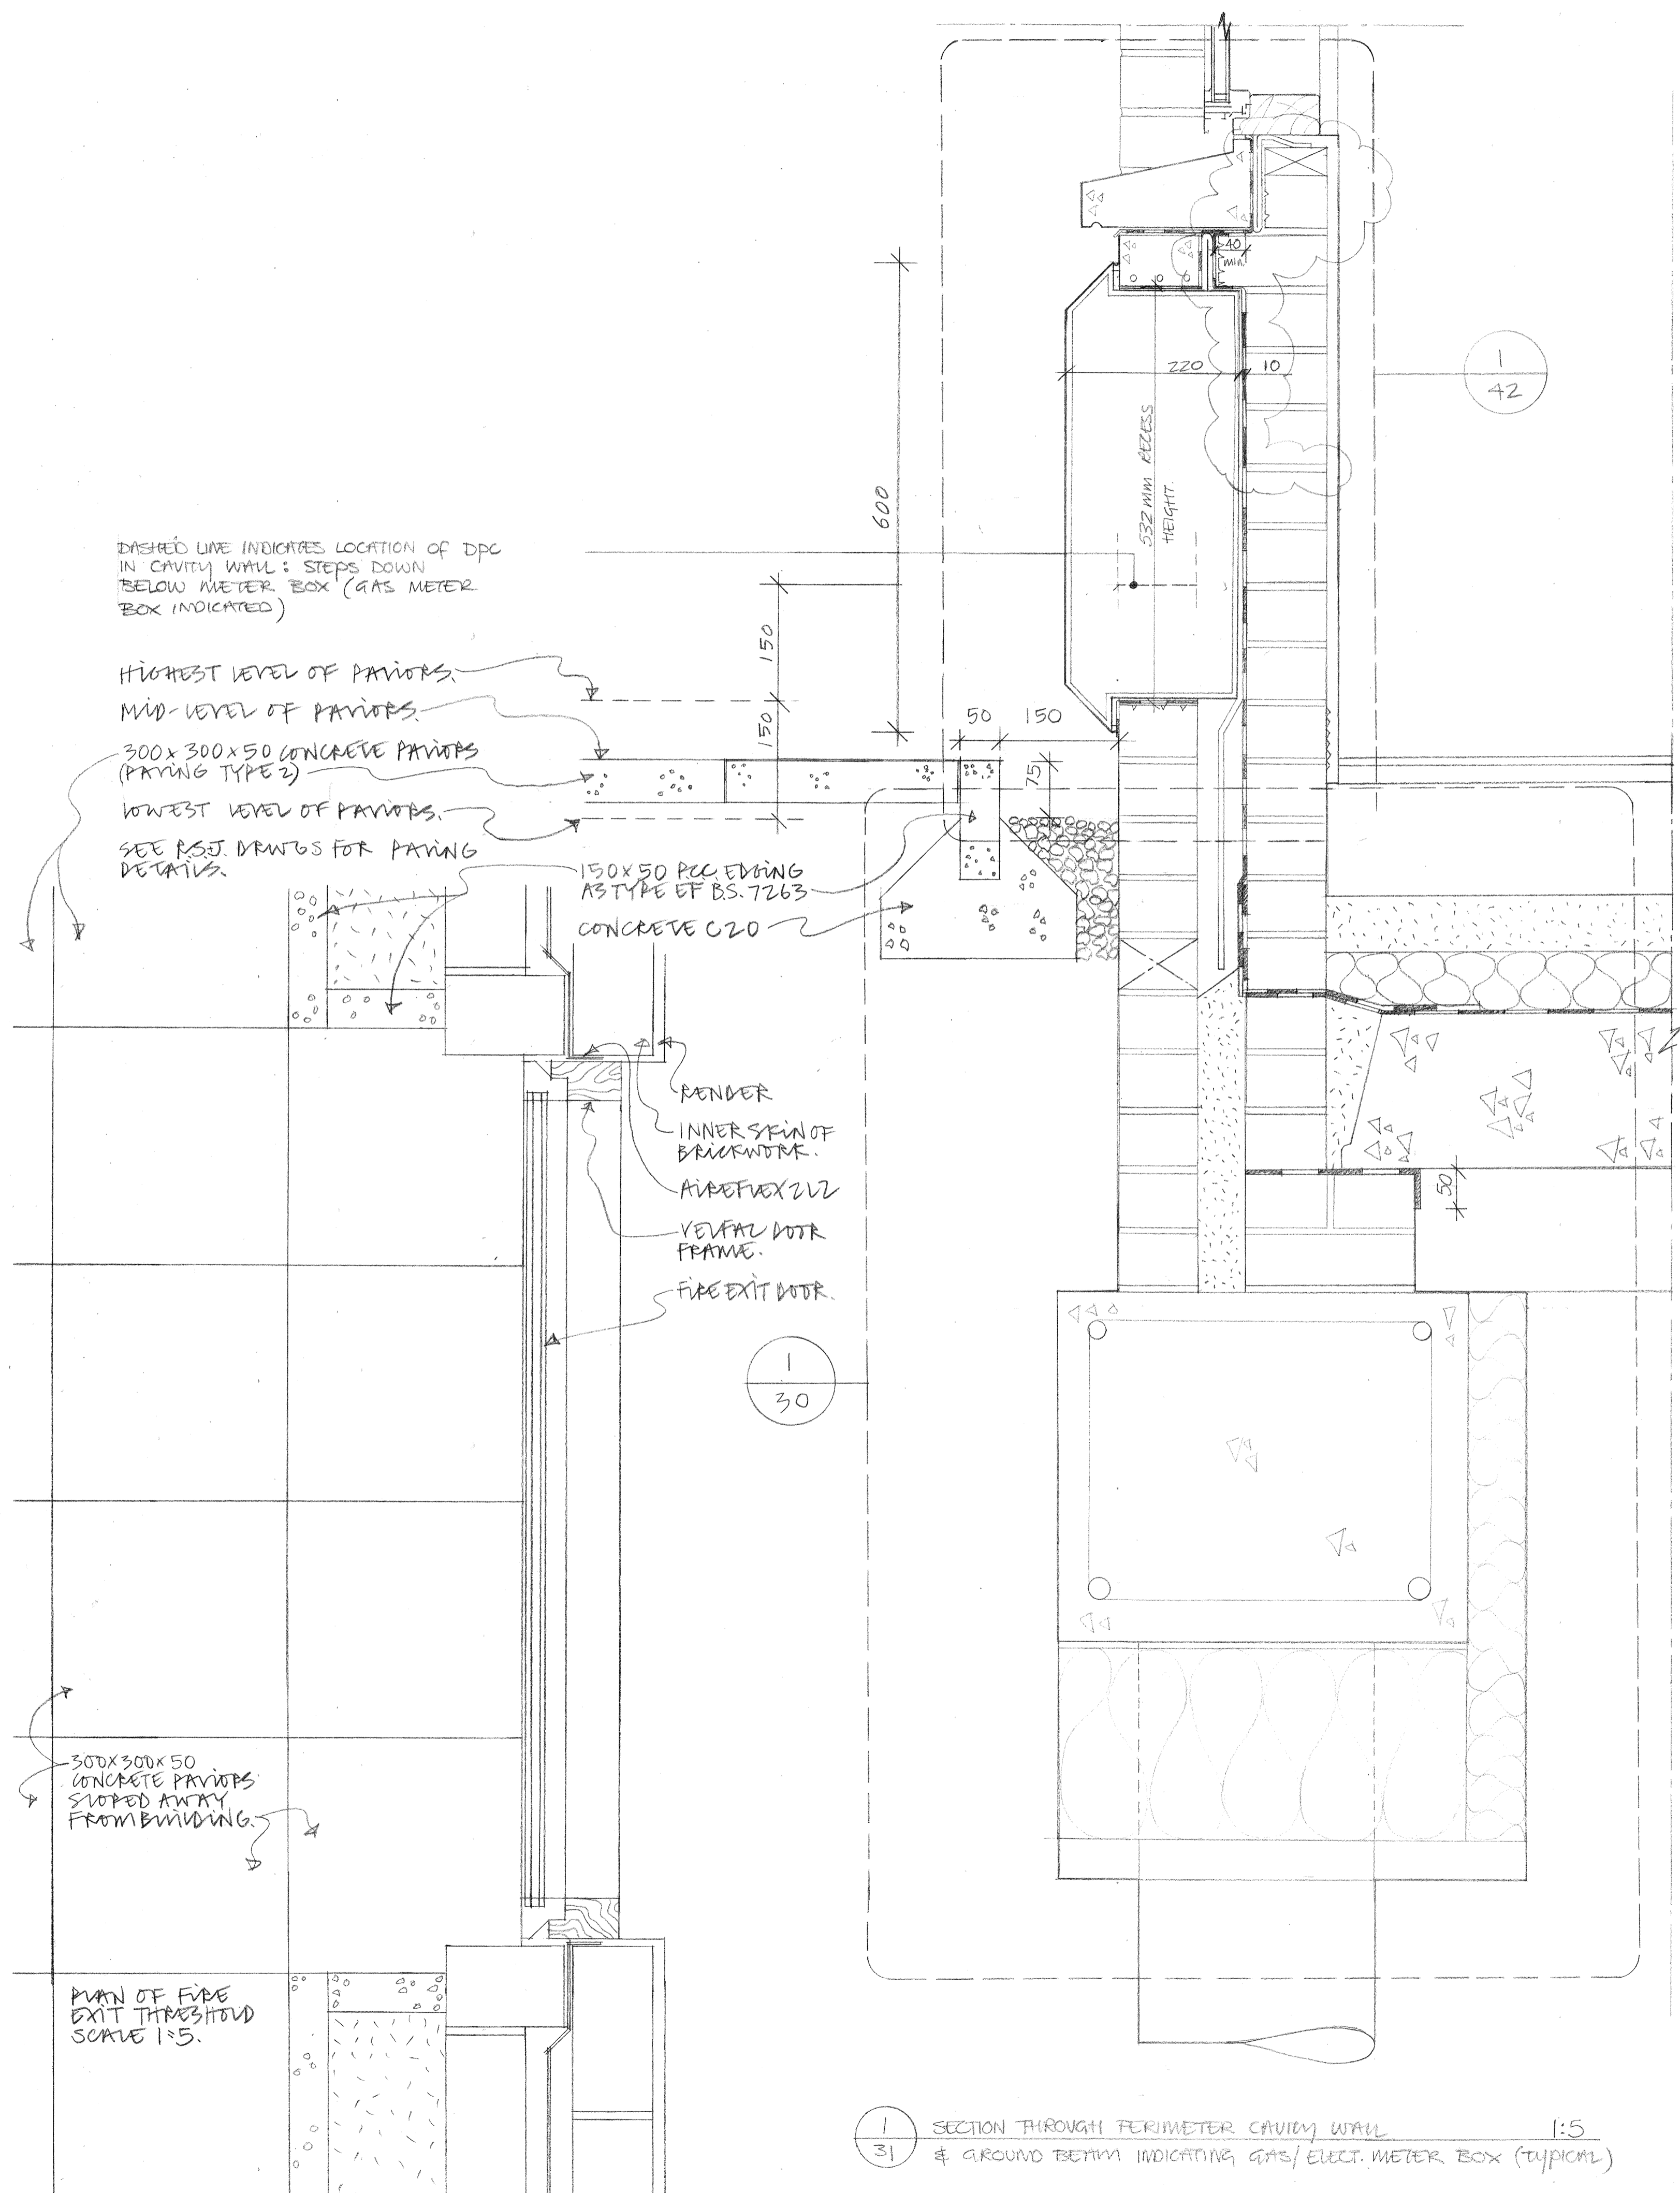 40
min.
220
10
1
42
532 MM RECESS
HEIGHT.
600
DASHED LINE INDICATES LOCATION OF DPC
IN CAVITY WALL : STEPS DOWN
BELOW METER BOX (GAS METER
BOX INDICATED)
150
HIGHEST LEVEL OF PAVIORS.
MID-LEVEL OF PAVIORS.
150
50
150
300 x 300 x 50 CONCRETE PAVIORS
(PAVING TYPE 2)
75
LOWEST LEVEL OF PAVIORS.
SEE R.S.J. DRWGS FOR PAVING
DETAILS.
150 x 50 PCC. EDGING
AS TYPE EF B.S. 7263
CONCRETE C20
RENDER
INNER SKIN OF
BRICKWORK.
AIREFLEX 2L2
VELFAC DOOR
FRAME.
FIRE EXIT DOOR.
50
1
30
300x300x50
CONCRETE PAVIORS
SLOPED AWAY
FROM BUILDING.
PLAN OF FIRE
EXIT THRESHOLD
SCALE 1:5.
1
31
SECTION THROUGH PERIMETER CAVITY WALL 1:5
& GROUND BEAM INDICATING GAS/ELECT. METER BOX (TYPICAL)